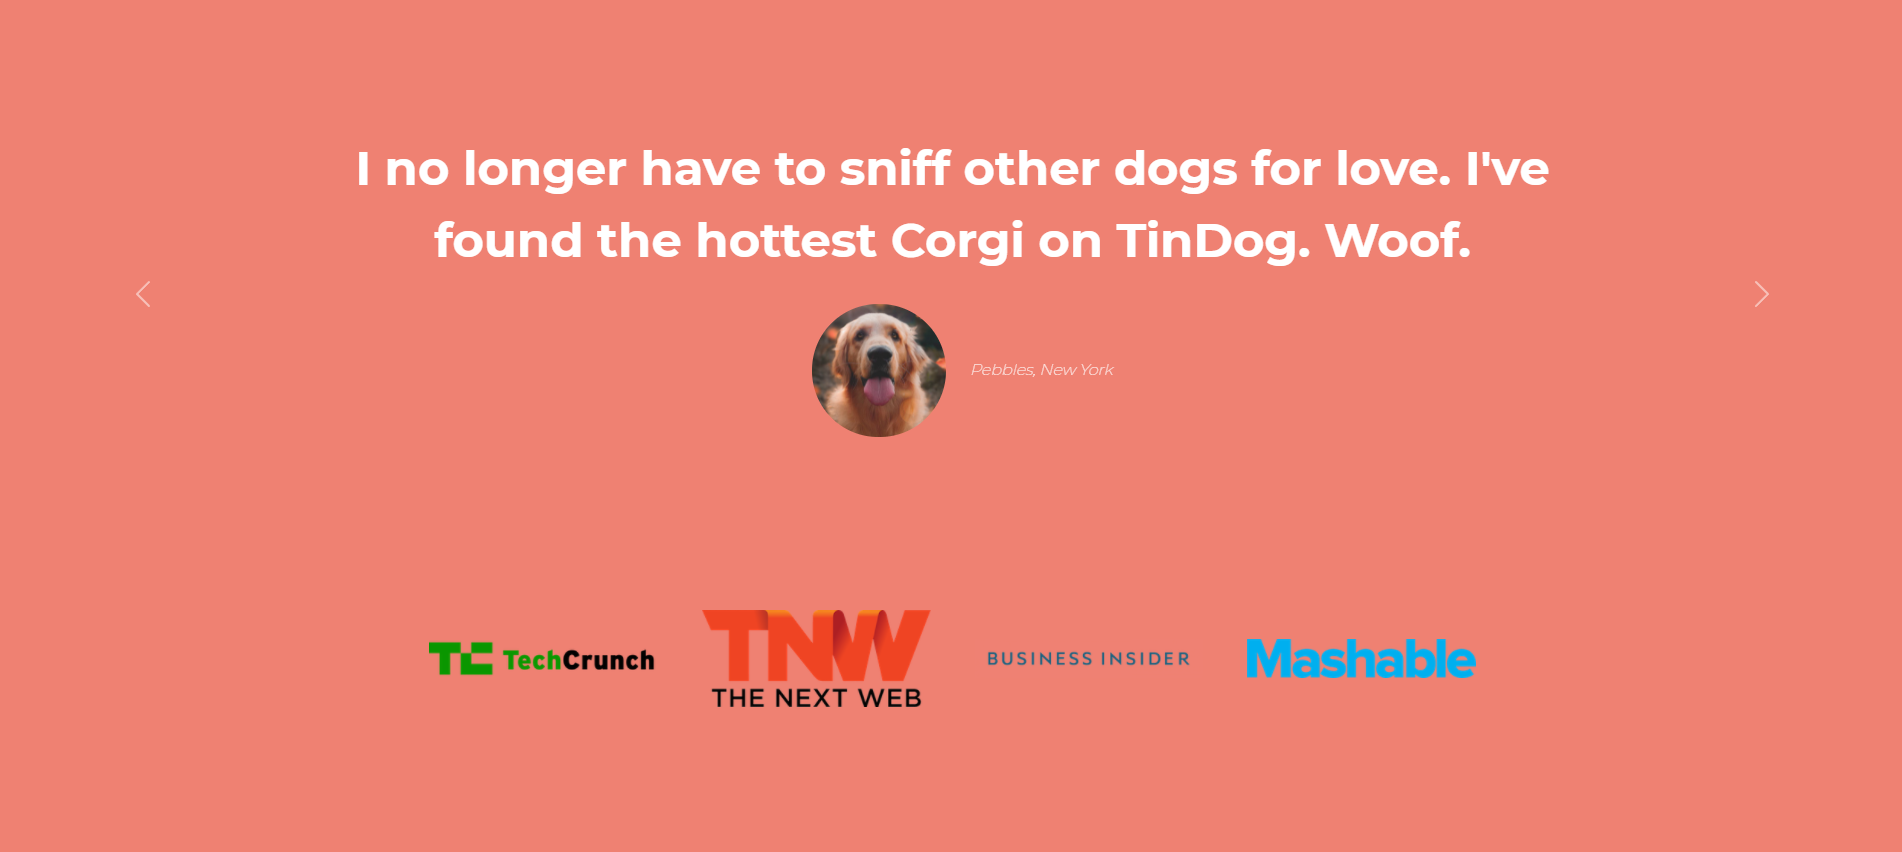 I no longer have to sniff other dogs for love. I've
found the hottest Corgi on TinDog. Woof.
Pebbles, New York
TC TechCrunch
TNW
THE NEXT WEB
BUSINESS INSIDER
Mashable